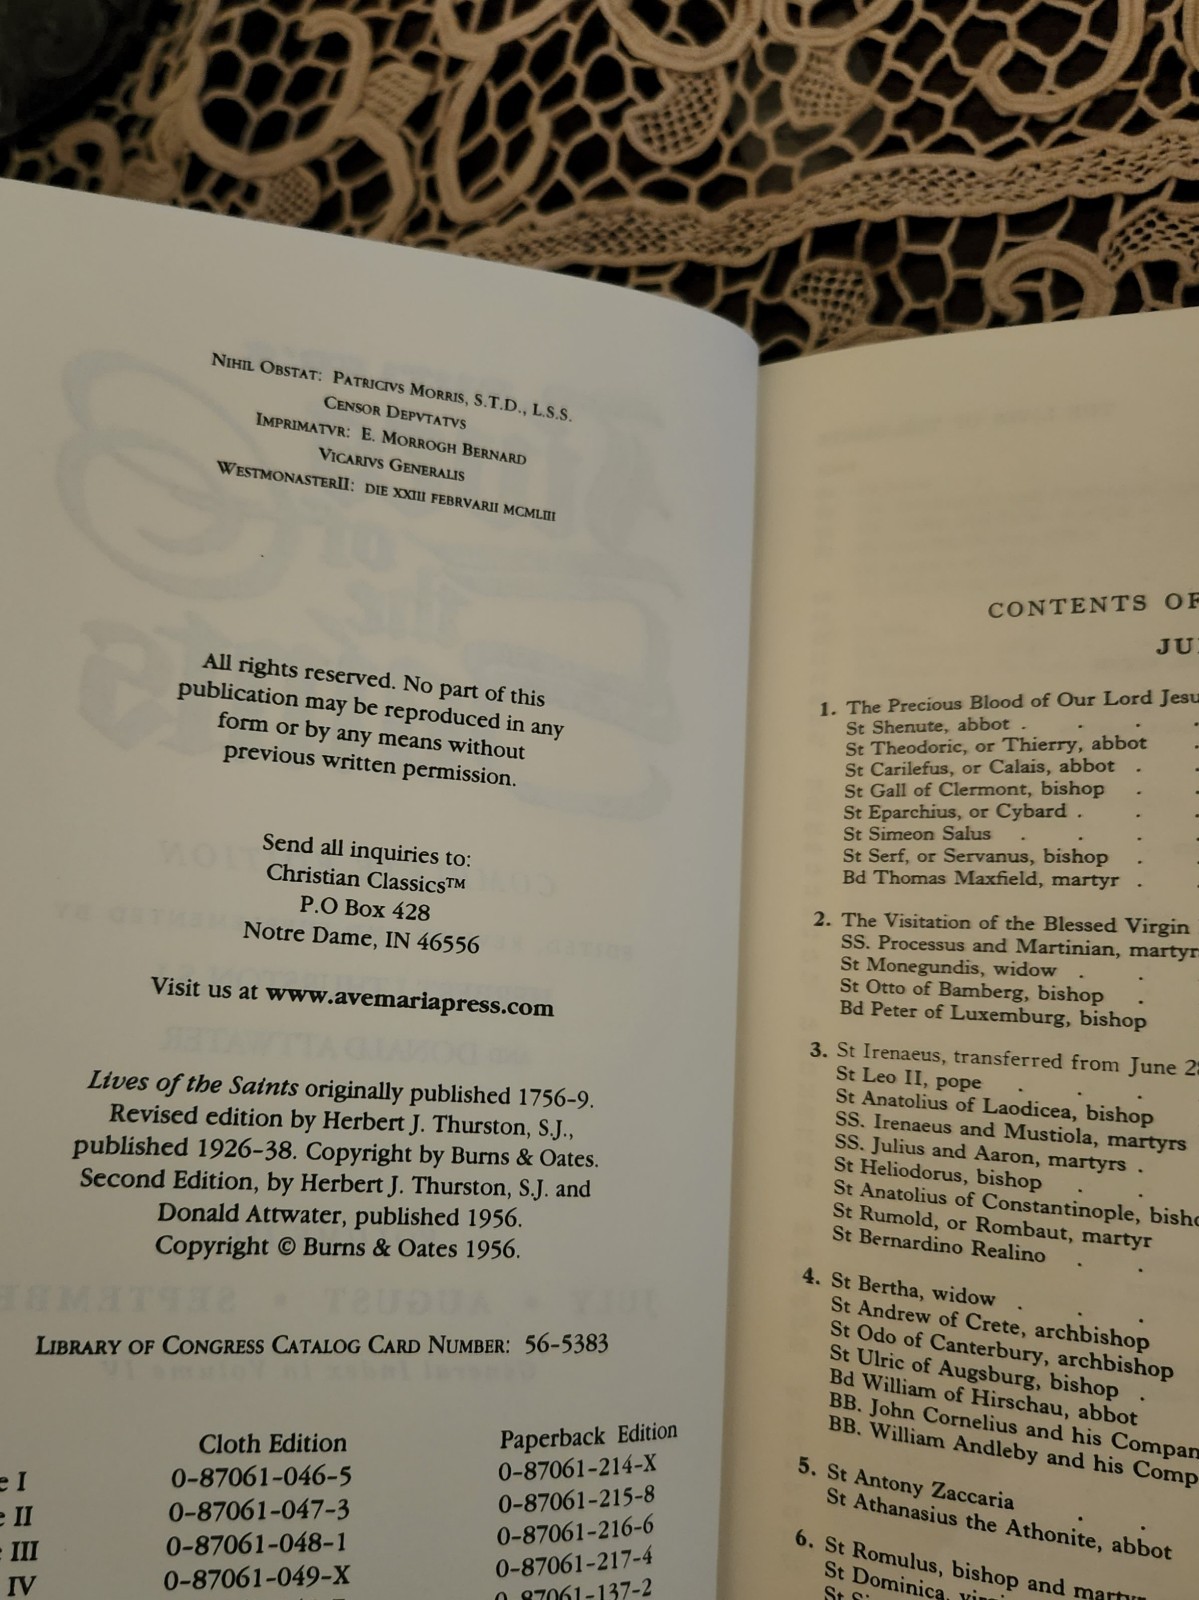 NIHIL OBSTAT: PATRICIVS MORRIS, S.T.D., L.S.S.
CENSOR DEPVTATVS
IMPRIMATVR: E. MORROGH BERNARD
VICARIVS GENERALIS
WESTMONASTERII: DIE XXIII FEBRVARII MCMLIII
All rights reserved. No part of this
publication may be reproduced in any
form or by any means without
previous written permission.
Send all inquiries to:
Christian Classics™
P.O Box 428
Notre Dame, IN 46556
Visit us at www.avemariapress.com
Lives of the Saints originally published 1756-9.
Revised edition by Herbert J. Thurston, S.J.,
published 1926-38. Copyright by Burns & Oates.
Second Edition, by Herbert J. Thurston, S.J. and
Donald Attwater, published 1956.
Copyright © Burns & Oates 1956.
LIBRARY OF CONGRESS CATALOG CARD NUMBER: 56-5383
Cloth Edition Paperback Edition
e I 0-87061-046-5 0-87061-214-X
e II 0-87061-047-3 0-87061-215-8
III 0-87061-048-1 0-87061-216-6
IV 0-87061-049-X 0-87061-217-4
0-87061-137-2
CONTENTS OF
JU
1. The Precious Blood of Our Lord Jesu
St Shenute, abbot . . .
St Theodoric, or Thierry, abbot .
St Carilefus, or Calais, abbot . .
St Gall of Clermont, bishop . .
St Eparchius, or Cybard . . .
St Simeon Salus . . . .
St Serf, or Servanus, bishop . .
Bd Thomas Maxfield, martyr . .
2. The Visitation of the Blessed Virgin
SS. Processus and Martinian, martyr
St Monegundis, widow . .
St Otto of Bamberg, bishop .
Bd Peter of Luxemburg, bishop
3. St Irenaeus, transferred from June 28
St Leo II, pope . . .
St Anatolius of Laodicea, bishop
SS. Irenaeus and Mustiola, martyrs
SS. Julius and Aaron, martyrs .
St Heliodorus, bishop . .
St Anatolius of Constantinople, bisho
St Rumold, or Rombaut, martyr
St Bernardino Realino . .
4. St Bertha, widow . . .
St Andrew of Crete, archbishop
St Odo of Canterbury, archbishop
St Ulric of Augsburg, bishop .
Bd William of Hirschau, abbot
BB. John Cornelius and his Compan
BB. William Andleby and his Comp
5. St Antony Zaccaria . .
St Athanasius the Athonite, abbot
6. St Romulus, bishop and martyr
St Dominica,